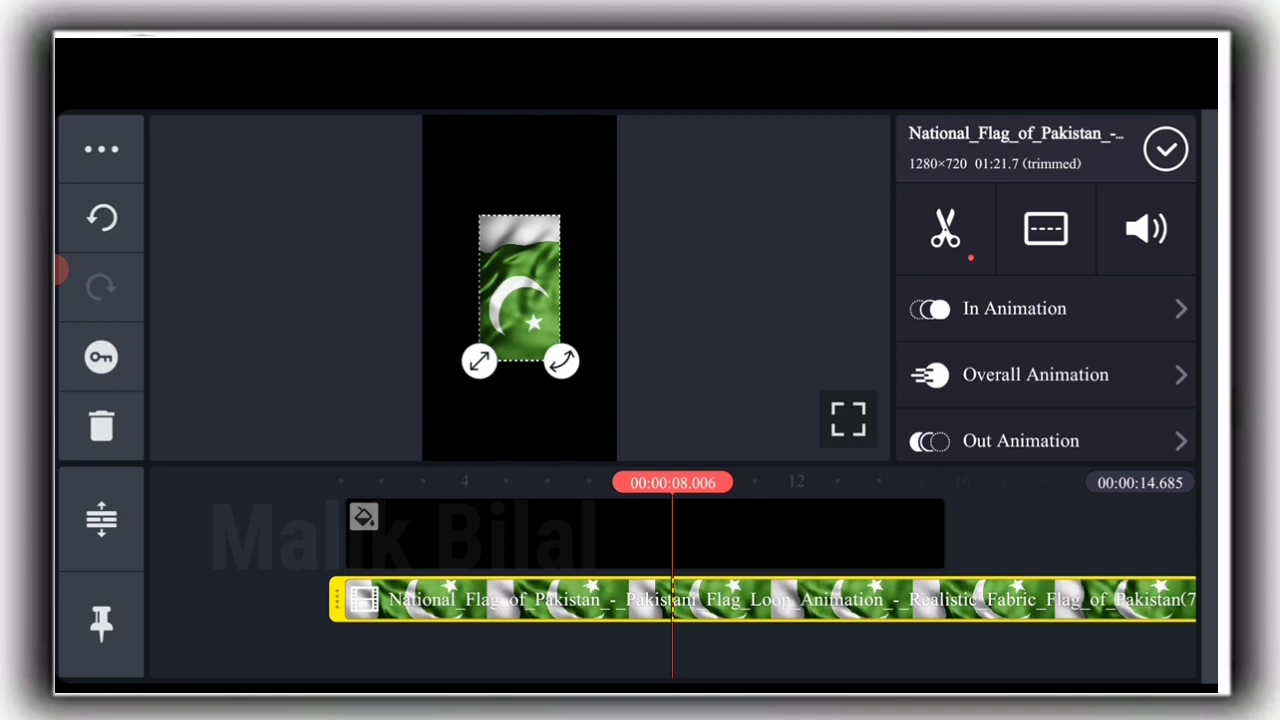 National_Flag_of_Pakistan_-...
1280×720 01:21.7 (trimmed)
In Animation
Overall Animation
Out Animation
4
00:00:08.006
12
16
00:00:14.685
Malik Bilal
National_Flag_of_Pakistan_-_Pakistani_Flag_Loop_Animation_-_Realistic_Fabric_Flag_of_Pakistan(7